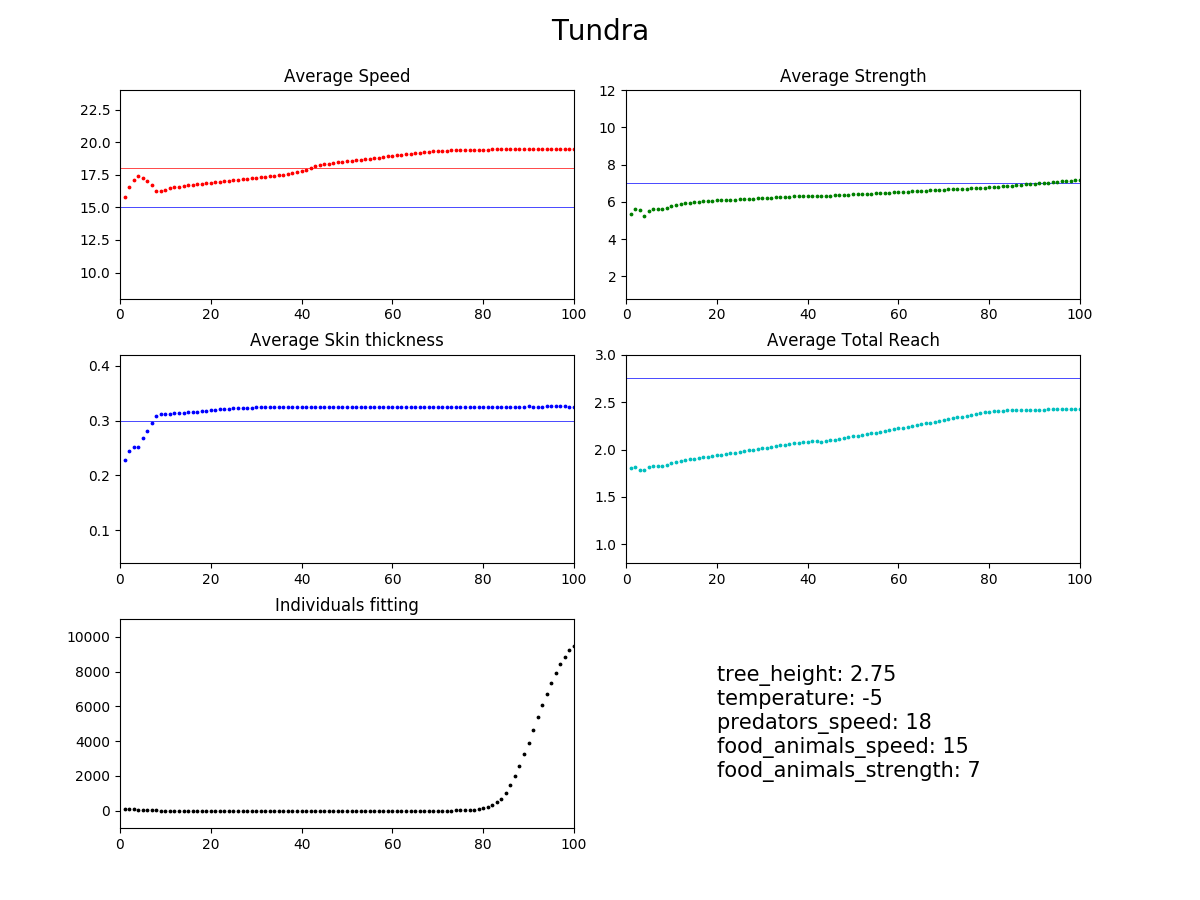 Tundra
Average Speed
22.5
20.0
17.5
15.0
12.5
10.0
0 20 40 60 80 100
Average Strength
12
10
8
6
4
2
0 20 40 60 80 100
Average Skin thickness
0.4
0.3
0.2
0.1
0 20 40 60 80 100
Average Total Reach
3.0
2.5
2.0
1.5
1.0
0 20 40 60 80 100
Individuals fitting
10000
8000
6000
4000
2000
0
0 20 40 60 80 100
tree_height: 2.75
temperature: -5
predators_speed: 18
food_animals_speed: 15
food_animals_strength: 7